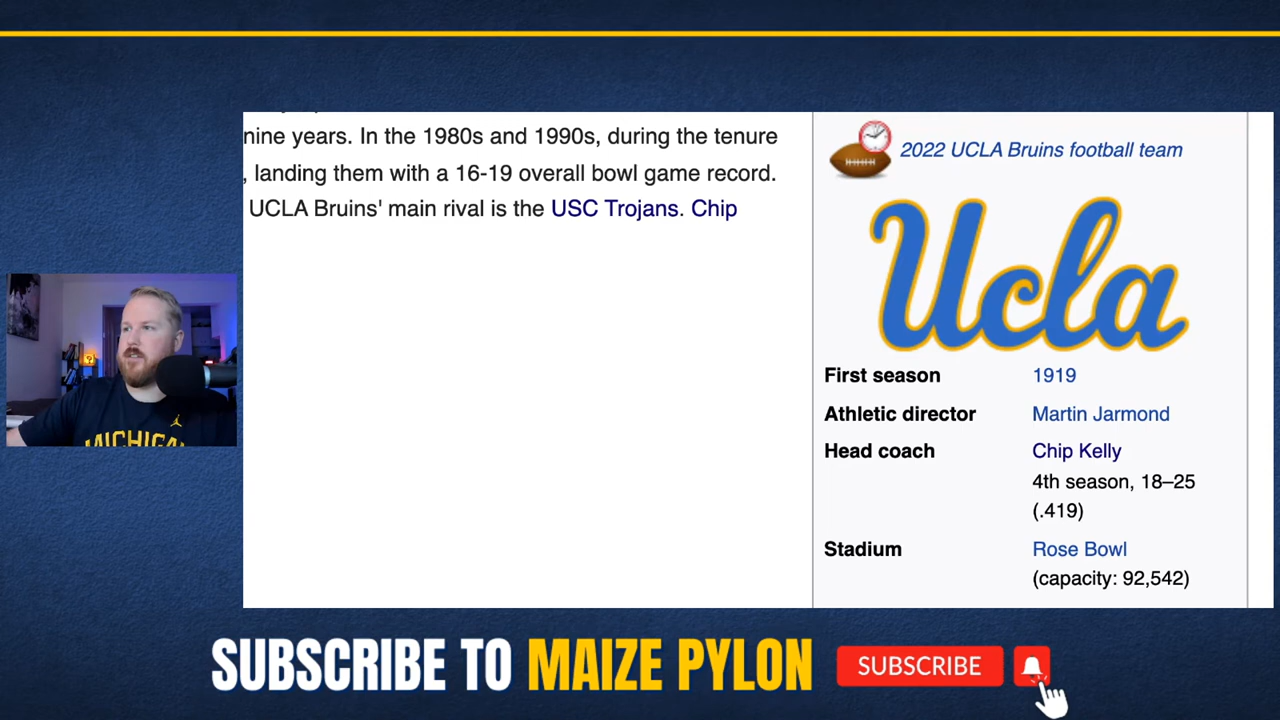 nine years. In the 1980s and 1990s, during the tenure
, landing them with a 16-19 overall bowl game record.
UCLA Bruins' main rival is the USC Trojans. Chip
2022 UCLA Bruins football team
Ucla
First season 1919
Athletic director Martin Jarmond
Head coach Chip Kelly
4th season, 18–25
(.419)
Stadium Rose Bowl
(capacity: 92,542)
MICHIGAN
SUBSCRIBE TO MAIZE PYLON SUBSCRIBE